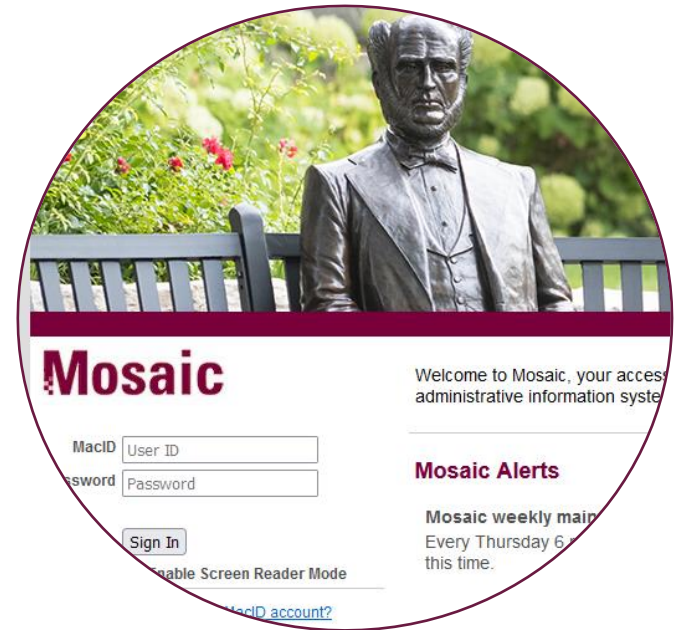 Mosaic
MacID
User ID
Password
Sign In
Enable Screen Reader Mode
MacID account?
Welcome to Mosaic, your access
administrative information syste
Mosaic Alerts
Mosaic weekly main
Every Thursday 6
this time.